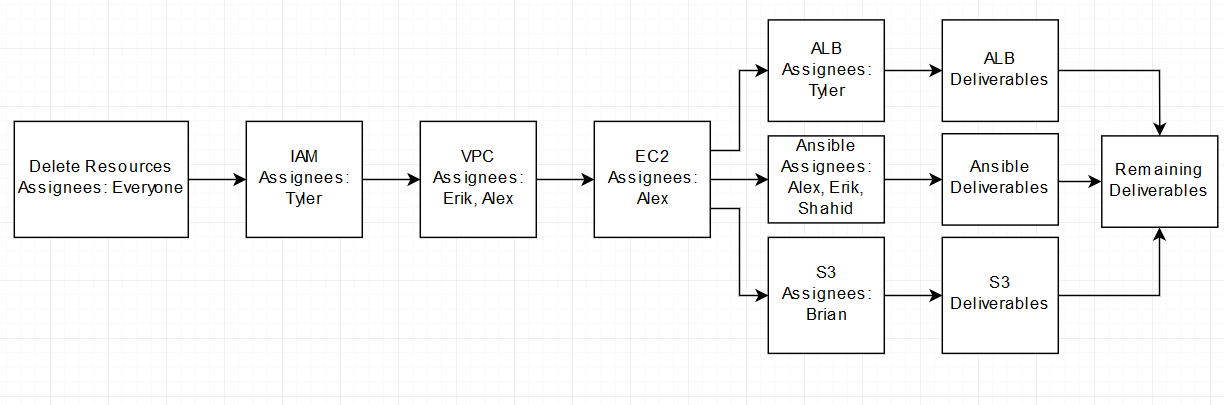 Delete Resources
Assignees: Everyone
IAM
Assignees:
Tyler
VPC
Assignees:
Erik, Alex
EC2
Assignees:
Alex
ALB
Assignees:
Tyler
ALB
Deliverables
Ansible
Assignees:
Alex, Erik,
Shahid
Ansible
Deliverables
S3
Assignees:
Brian
S3
Deliverables
Remaining
Deliverables